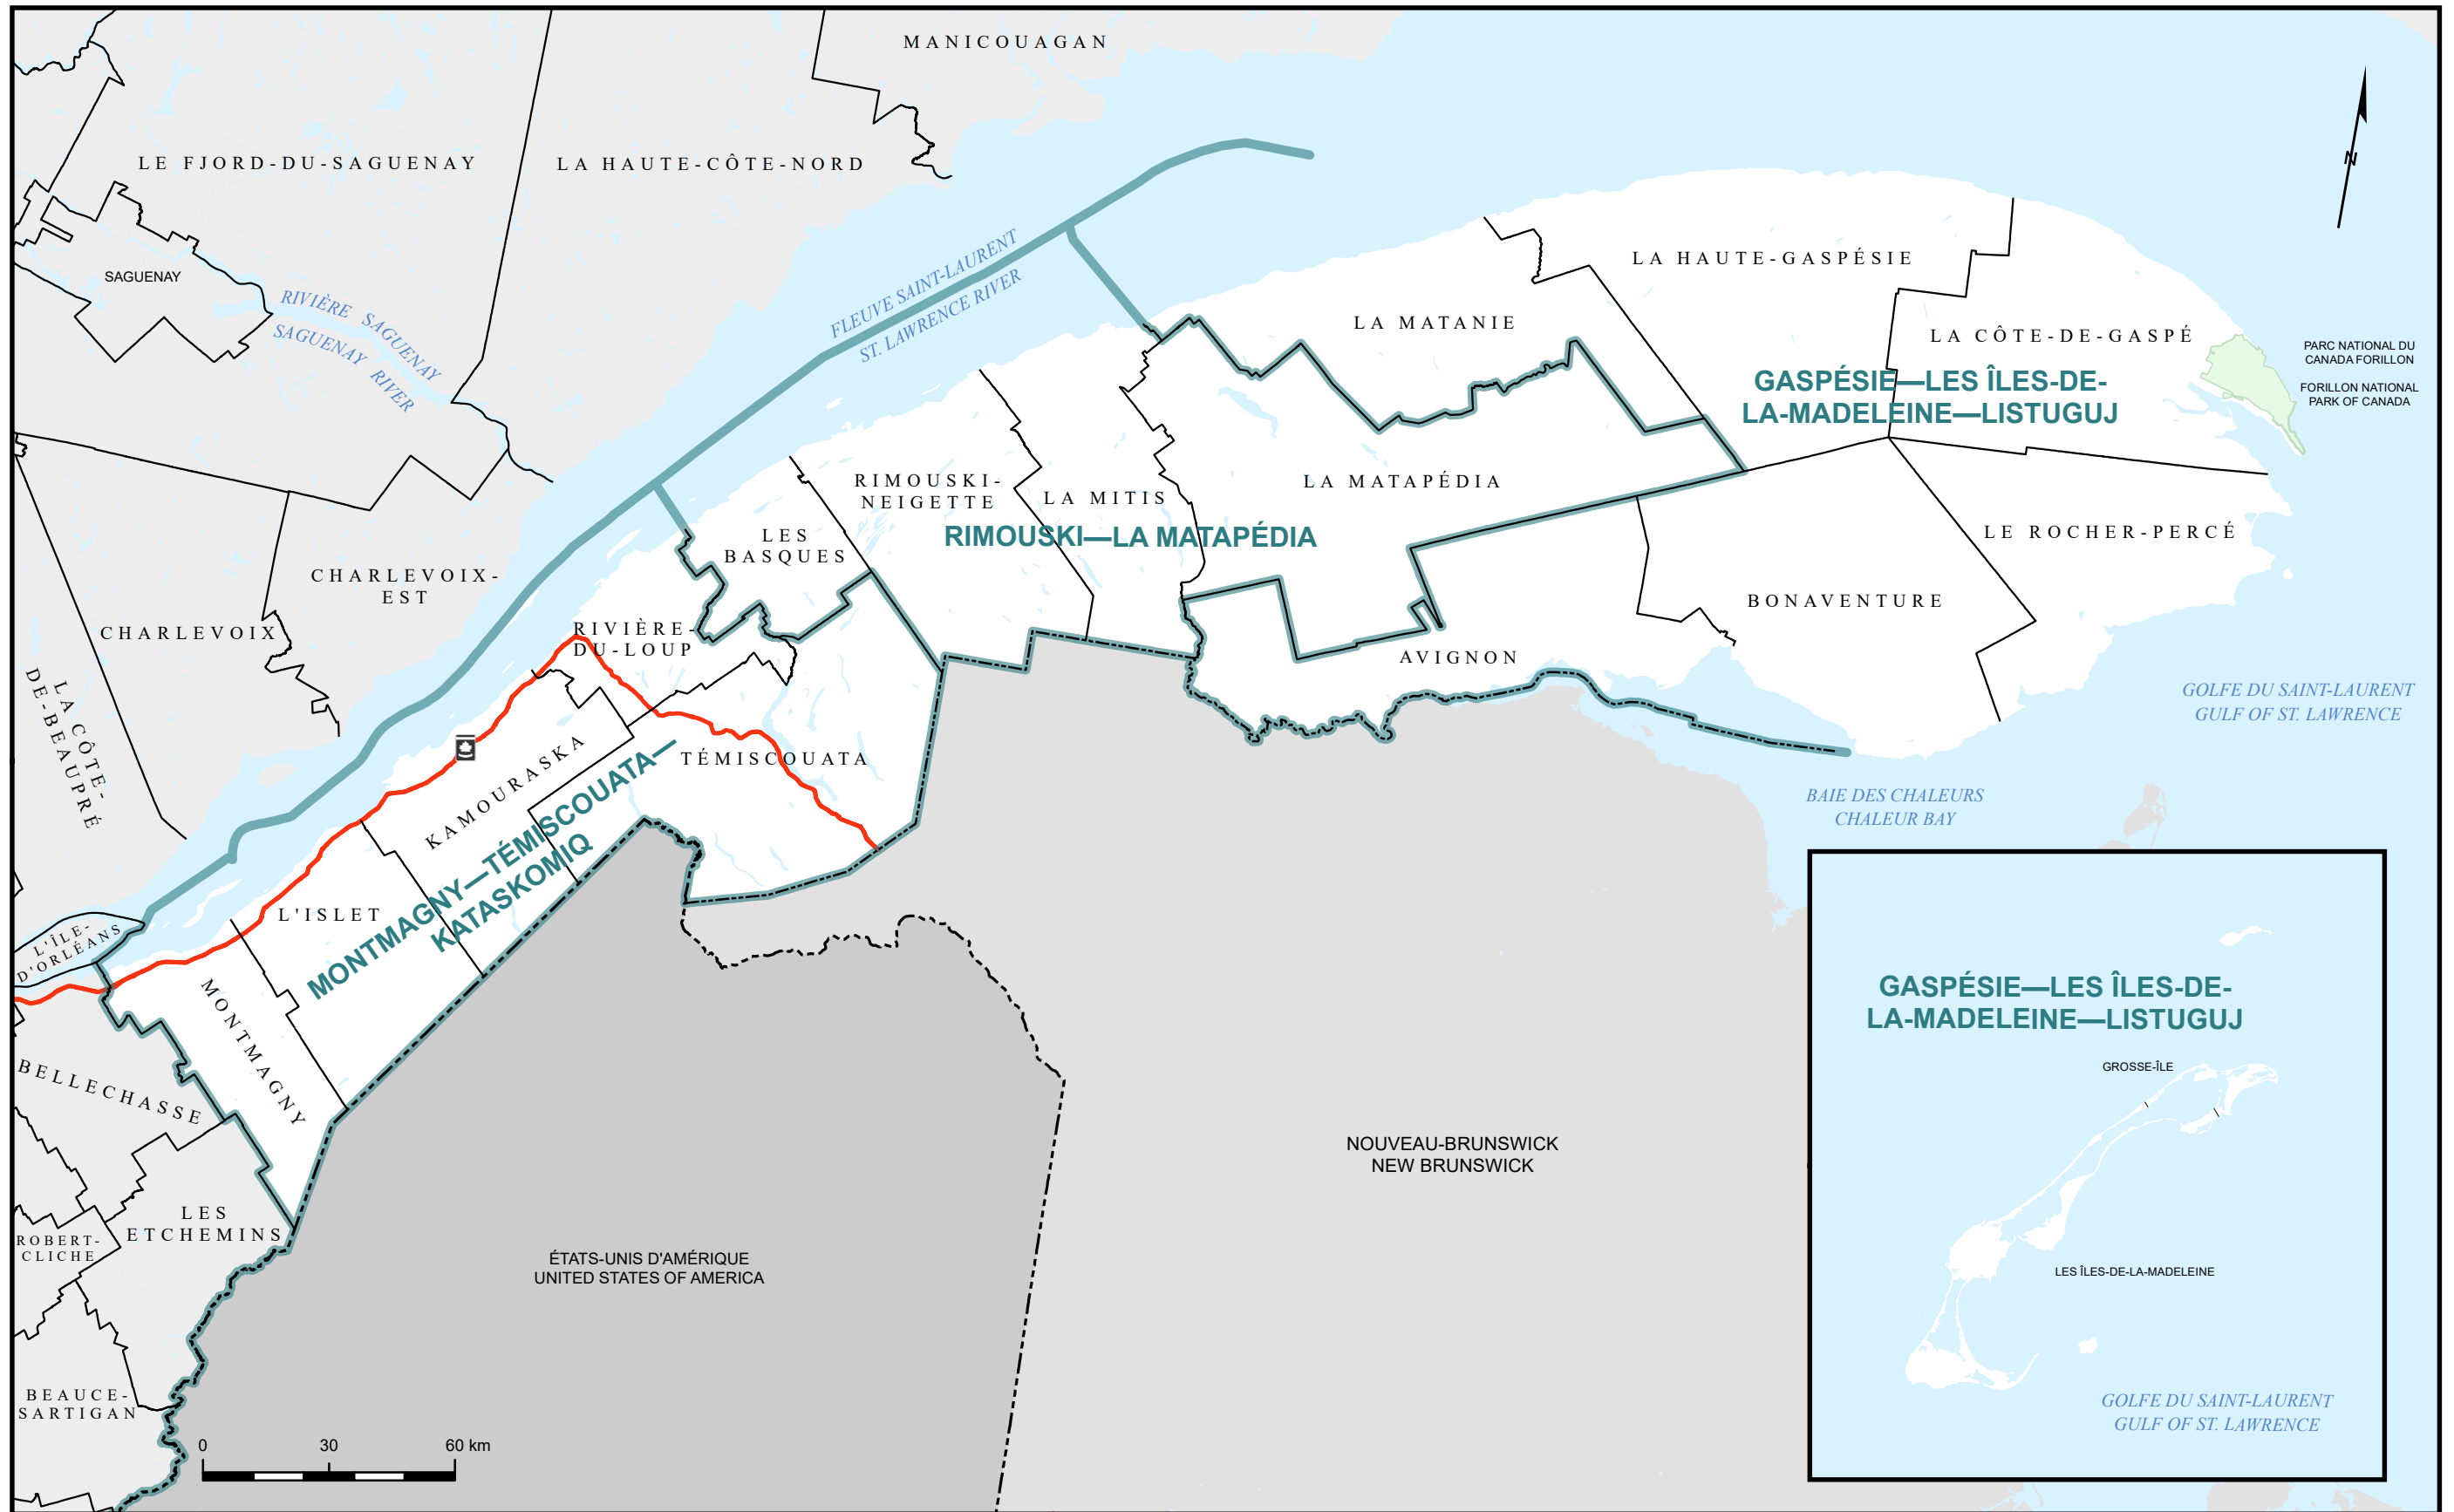 MANICOUAGAN
LE FJORD-DU-SAGUENAY
LA HAUTE-CÔTE-NORD
SAGUENAY
RIVIÈRE SAGUENAY
SAGUENAY RIVER
FLEUVE SAINT-LAURENT
ST. LAWRENCE RIVER
N
LA HAUTE-GASPÉSIE
LA MATANIE
LA CÔTE-DE-GASPÉ
PARC NATIONAL DU
CANADA FORILLON
FORILLON NATIONAL
PARK OF CANADA
GASPÉSIE—LES ÎLES-DE-
LA-MADELEINE—LISTUGUJ
RIMOUSKI-
NEIGETTE
LA MITIS
LA MATAPÉDIA
RIMOUSKI—LA MATAPÉDIA
LES
BASQUES
LE ROCHER-PERCÉ
CHARLEVOIX-
EST
CHARLEVOIX
BONAVENTURE
RIVIÈRE-
DU-LOUP
AVIGNON
LA CÔTE-
DE-BEAUPRÉ
GOLFE DU SAINT-LAURENT
GULF OF ST. LAWRENCE
KAMOURASKA
TÉMISCOUATA
BAIE DES CHALEURS
CHALEUR BAY
MONTMAGNY—TÉMISCOUATA—
KATASKOMIQ
L'ISLET
L'ÎLE-
D'ORLÉANS
MONTMAGNY
BELLECHASSE
GASPÉSIE—LES ÎLES-DE-
LA-MADELEINE—LISTUGUJ
GROSSE-ÎLE
NOUVEAU-BRUNSWICK
NEW BRUNSWICK
LES
ETCHEMINS
ROBERT-
CLICHE
ÉTATS-UNIS D'AMÉRIQUE
UNITED STATES OF AMERICA
LES ÎLES-DE-LA-MADELEINE
BEAUCE-
SARTIGAN
GOLFE DU SAINT-LAURENT
GULF OF ST. LAWRENCE
0 30 60 km